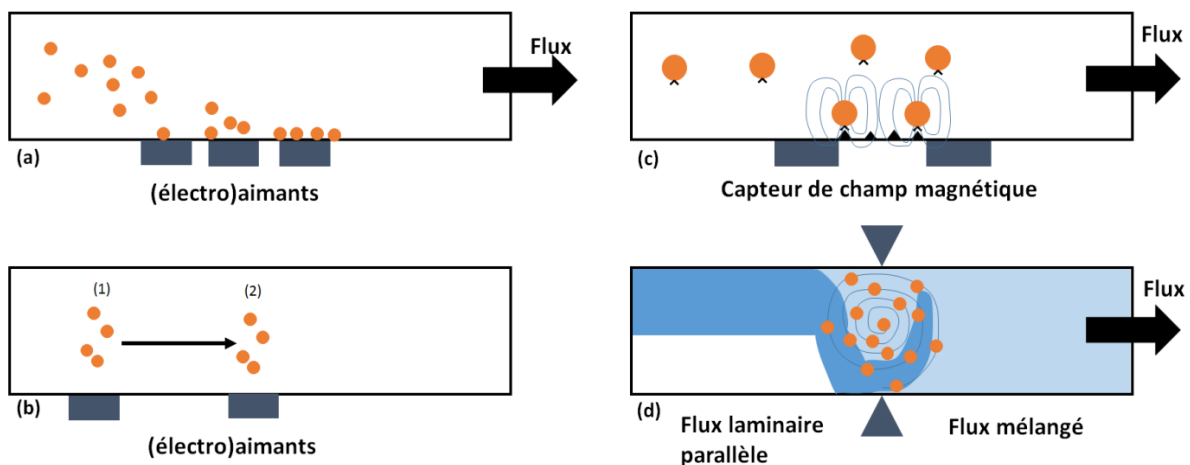 Flux
(a)
(électro)aimants
(1)
(2)
(b)
(électro)aimants
Flux
(c)
Capteur de champ magnétique
Flux
(d)
Flux laminaire
parallèle
Flux mélangé